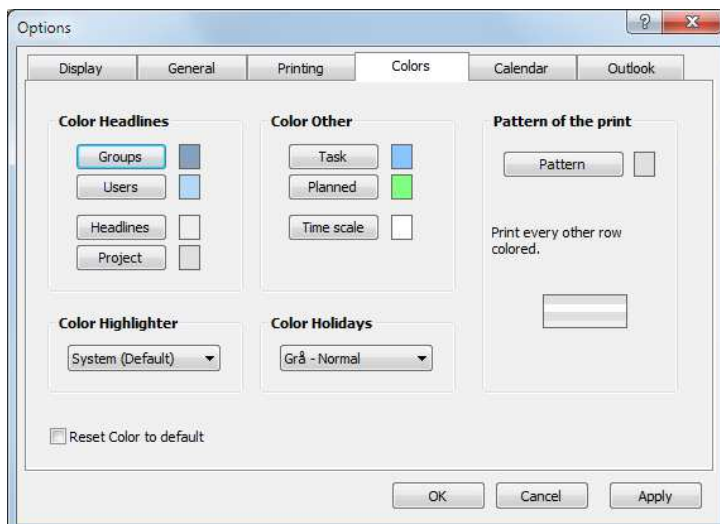 Options
?
X
Display
General
Printing
Colors
Calendar
Outlook
Color Headlines
Groups
Users
Headlines
Project
Color Other
Task
Planned
Time scale
Pattern of the print
Pattern
Print every other row
colored.
Color Highlighter
System (Default)
Color Holidays
Grå - Normal
Reset Color to default
OK
Cancel
Apply